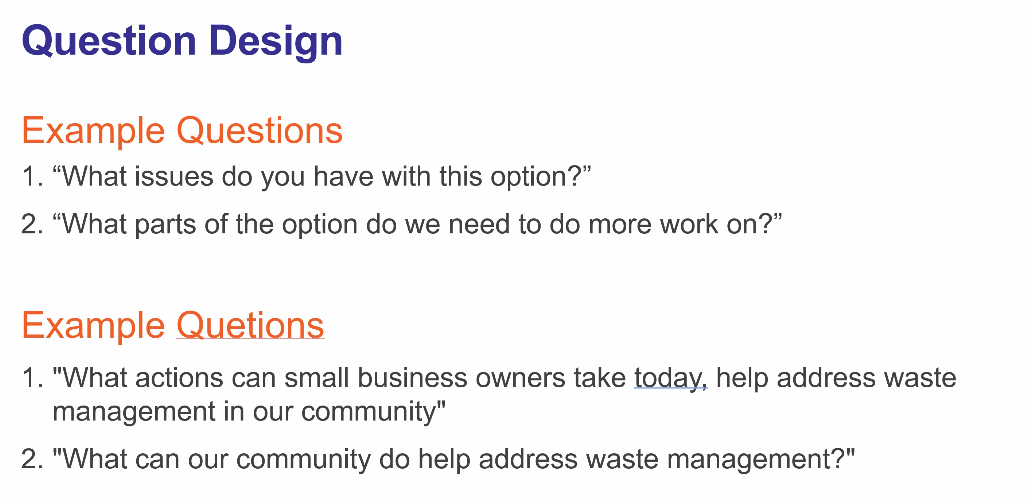 Question Design
Example Questions
1. “What issues do you have with this option?”
2. “What parts of the option do we need to do more work on?”
Example Quetions
1. "What actions can small business owners take today, help address waste
management in our community"
2. "What can our community do help address waste management?"